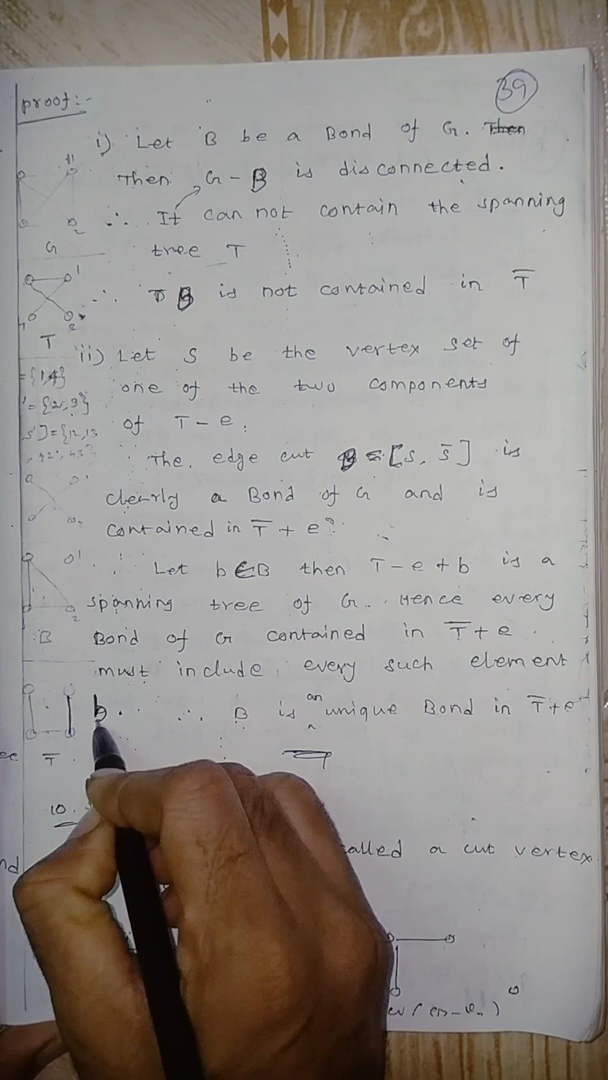 39
proof:-
i) Let B be a Bond of G. Then
Then G - B is disconnected.
∴ It can not contain the spanning
G
tree T
∴ B is not contained in T̅
T
ii) Let S be the vertex set of
= {1,4}
one of the two components
of T - e.
The edge cut B = [S, S̅] is
clearly a Bond of G and is
contained in T̅ + e
Let b ∈ B then T - e + b is a
spanning tree of G. Hence every
B
Bond of G contained in T̅ + e
must include every such element
b. ∴ B is an unique Bond in T̅ + e
T̅
10.
alled a cut vertex